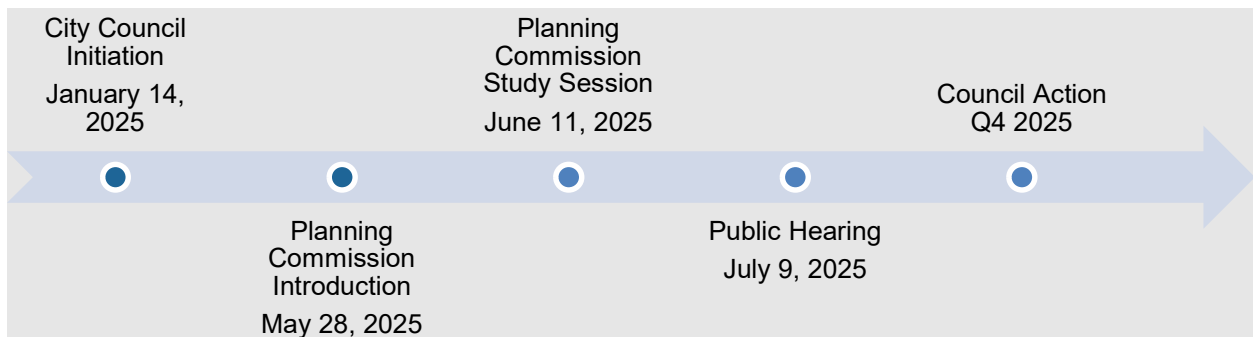 City Council
Initiation
January 14,
2025
Planning
Commission
Introduction
May 28, 2025
Planning
Commission
Study Session
June 11, 2025
Public Hearing
July 9, 2025
Council Action
Q4 2025